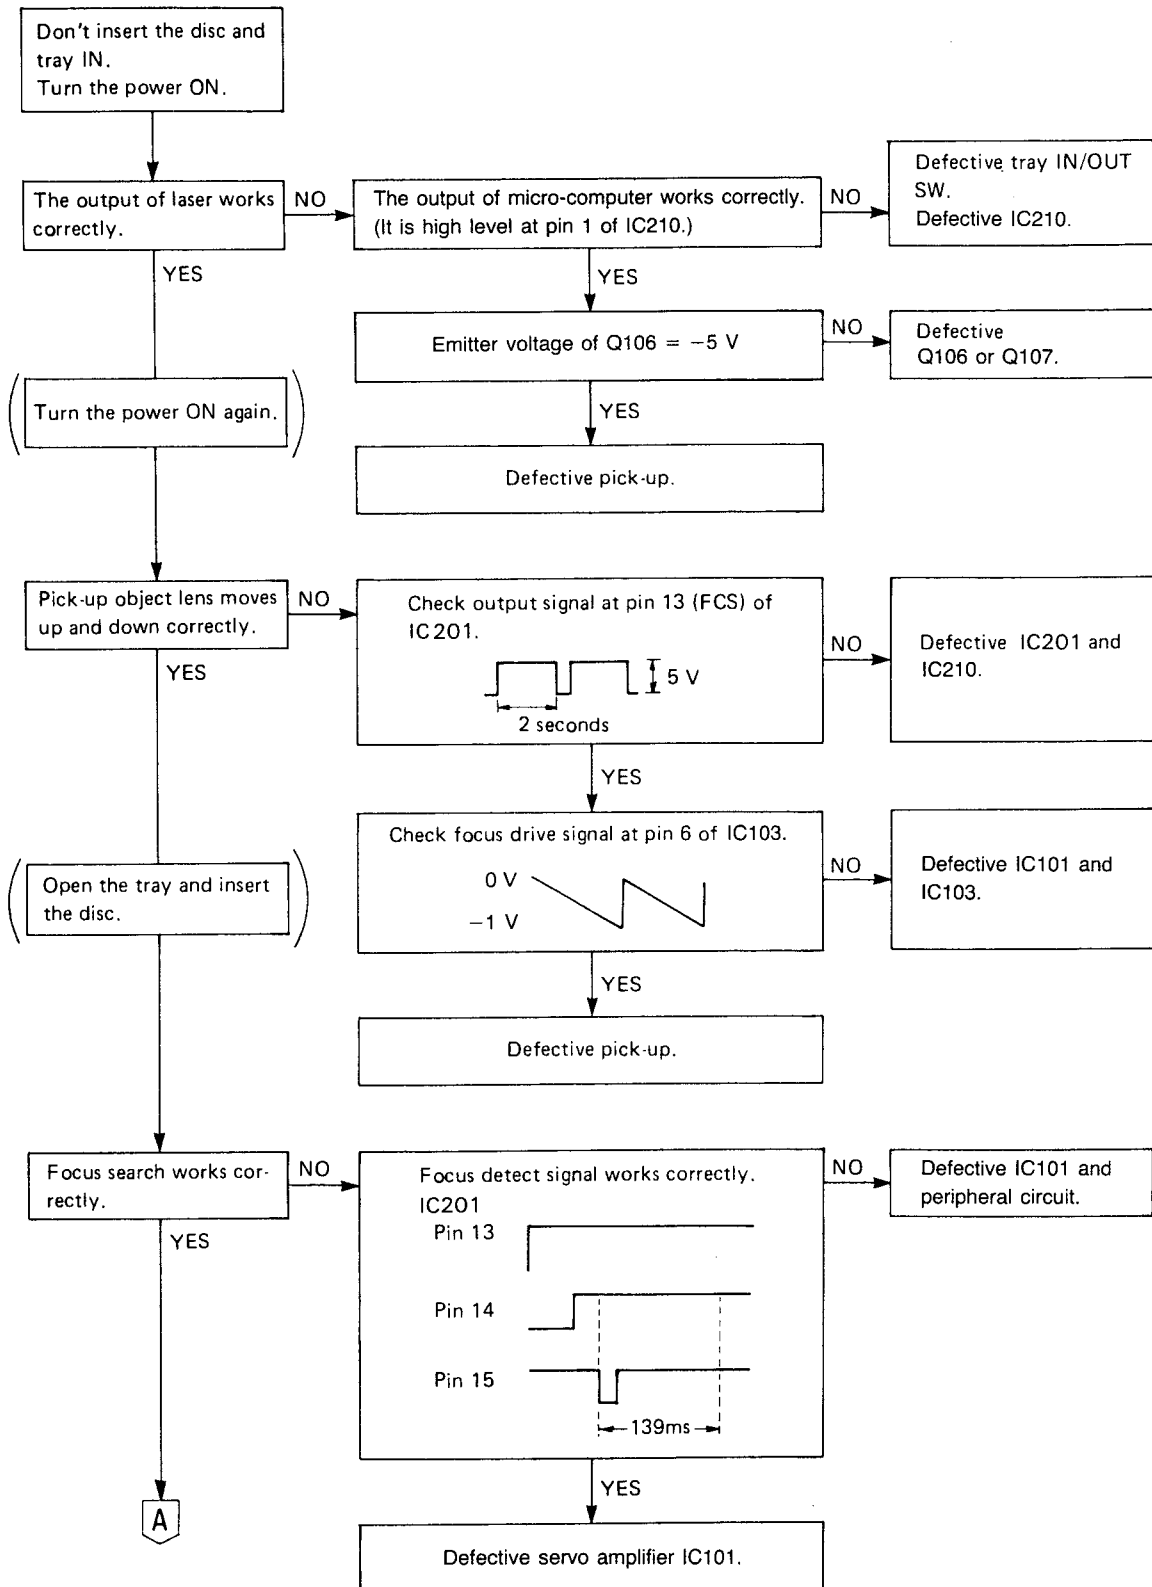 Don't insert the disc and
tray IN.
Turn the power ON.
The output of laser works
correctly.
NO
The output of micro-computer works correctly.
(It is high level at pin 1 of IC210.)
NO
Defective tray IN/OUT
SW.
Defective IC210.
YES
YES
Emitter voltage of Q106 = −5 V
NO
Defective
Q106 or Q107.
YES
Turn the power ON again.
Defective pick-up.
Pick-up object lens moves
up and down correctly.
NO
Check output signal at pin 13 (FCS) of
IC201.
5 V
2 seconds
NO
Defective IC201 and
IC210.
YES
YES
Check focus drive signal at pin 6 of IC103.
0 V
−1 V
NO
Defective IC101 and
IC103.
Open the tray and insert
the disc.
YES
Defective pick-up.
Focus search works cor-
rectly.
NO
Focus detect signal works correctly.
IC201
Pin 13
Pin 14
Pin 15
139ms
NO
Defective IC101 and
peripheral circuit.
YES
YES
A
Defective servo amplifier IC101.